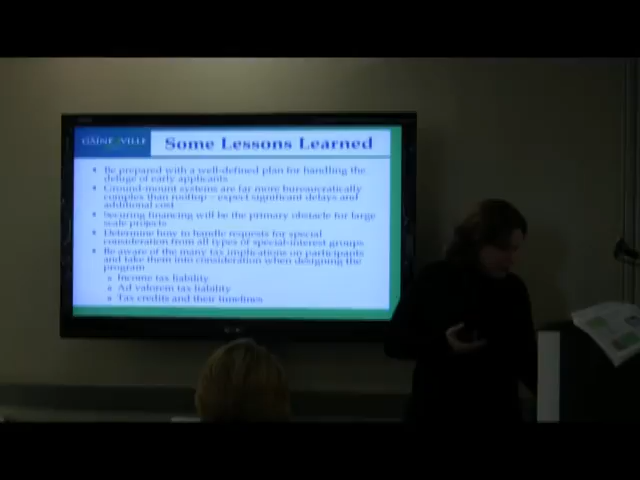 GAINESVILLE
Some Lessons Learned
• Be prepared with a well-defined plan for handling the
deluge of early applicants
• Ground-mount systems are far more bureaucratically
complex than rooftop – expect significant delays and
additional cost
• Securing financing will be the primary obstacle for large
scale projects
• Determine how to handle requests for special
consideration from all types of special-interest groups
• Be aware of the many tax implications on participants
and take them into consideration when designing the
program
» Income tax liability
» Ad valorem tax liability
» Tax credits and their timelines